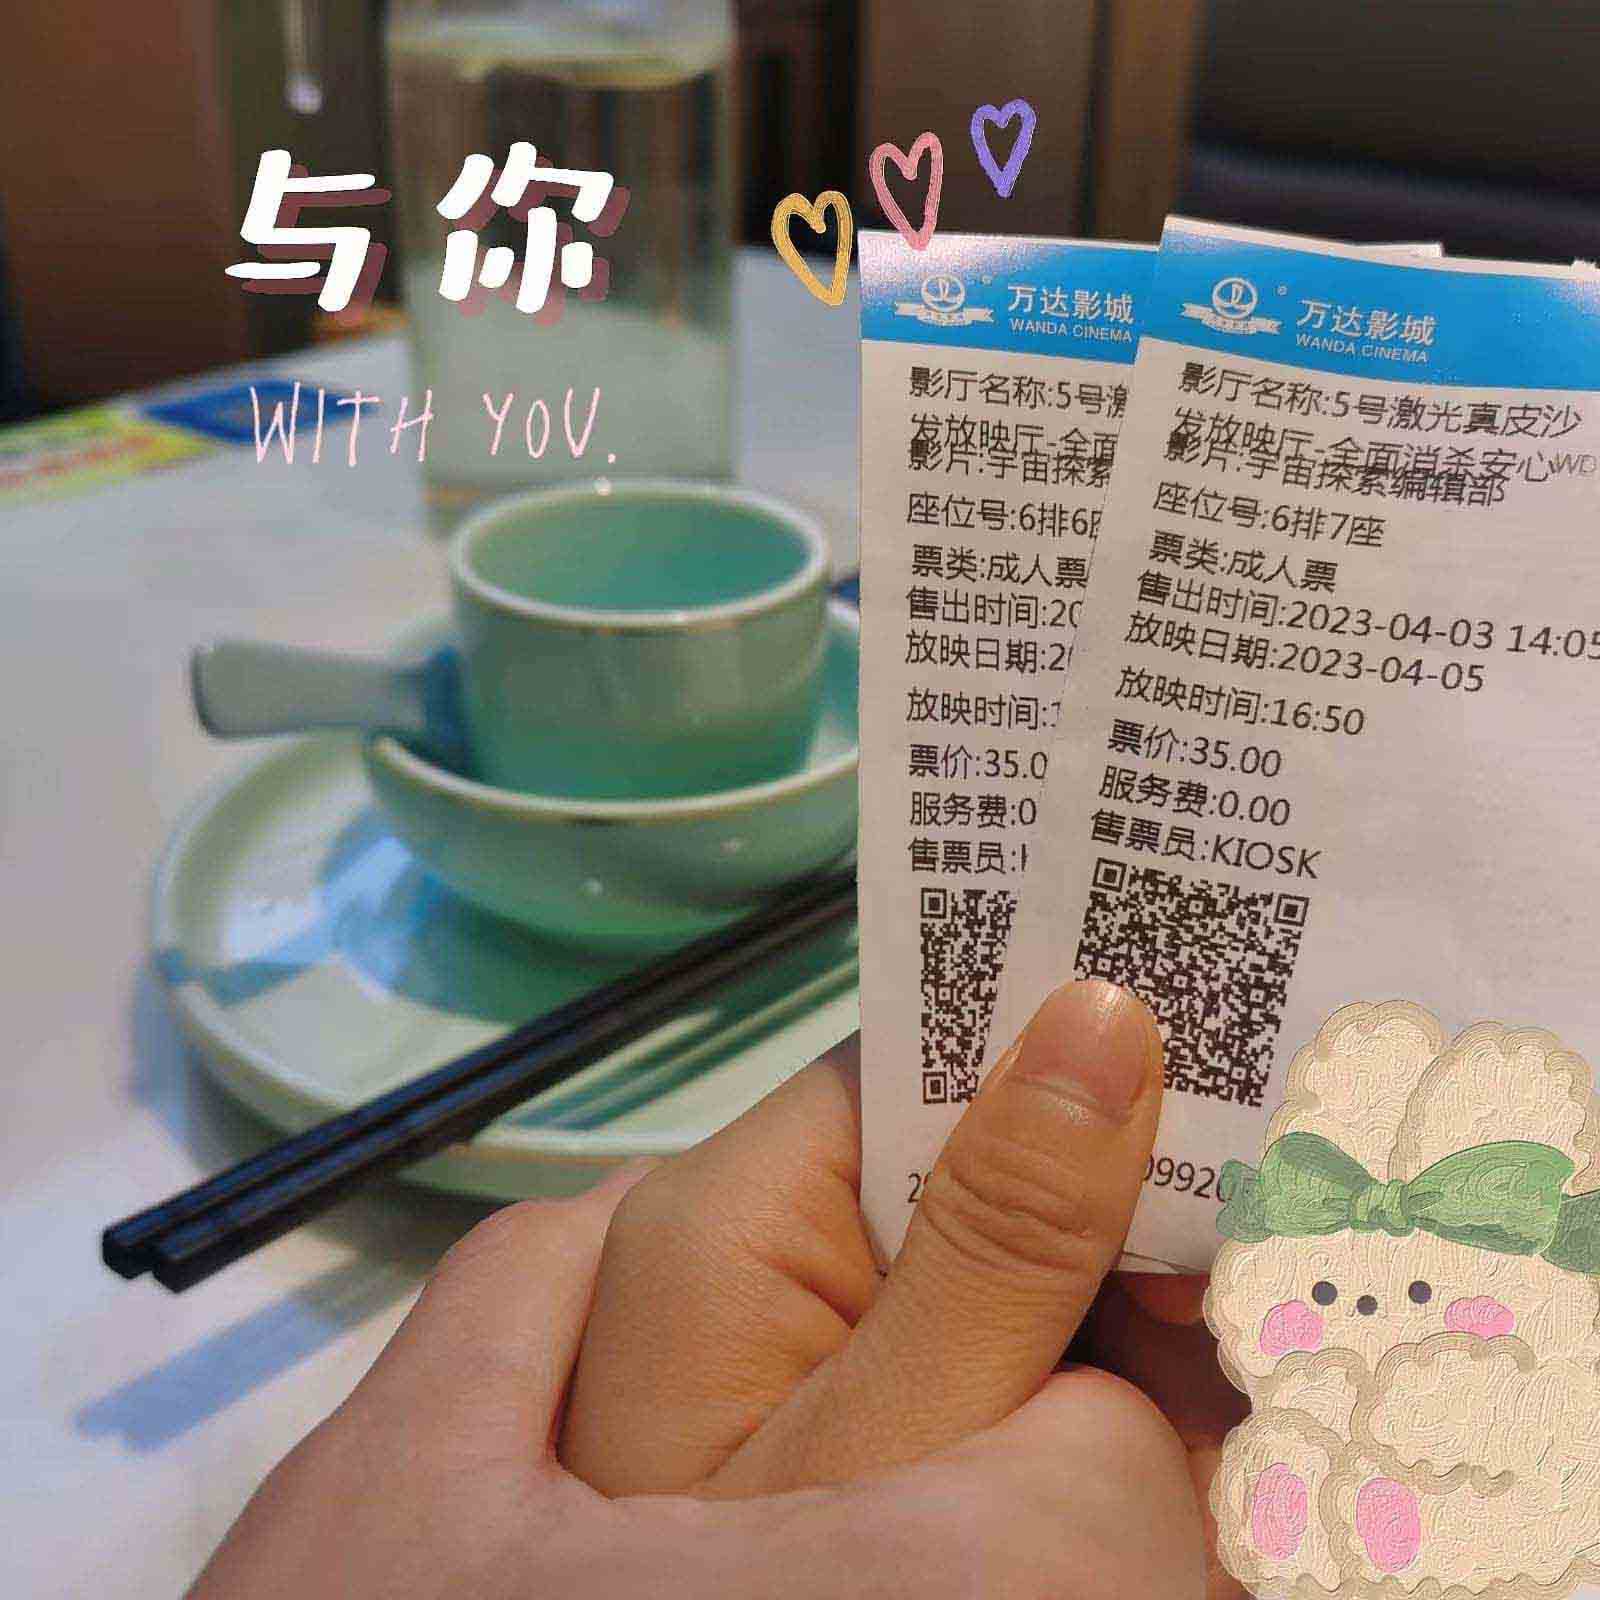 与你
WITH YOU.
万达影城
WANDA CINEMA
影厅名称:5号激
发放映厅-全面
影片:宇宙探索
座位号:6排6
票类:成人票
售出时间:20
放映日期:2
放映时间:1
票价:35.0
服务费:0
售票员:
万达影城
WANDA CINEMA
影厅名称:5号激光真皮沙
发放映厅-全面消杀安心WD
影片:宇宙探索编辑部
座位号:6排7座
票类:成人票
售出时间:2023-04-03 14:05
放映日期:2023-04-05
放映时间:16:50
票价:35.00
服务费:0.00
售票员:KIOSK
09920